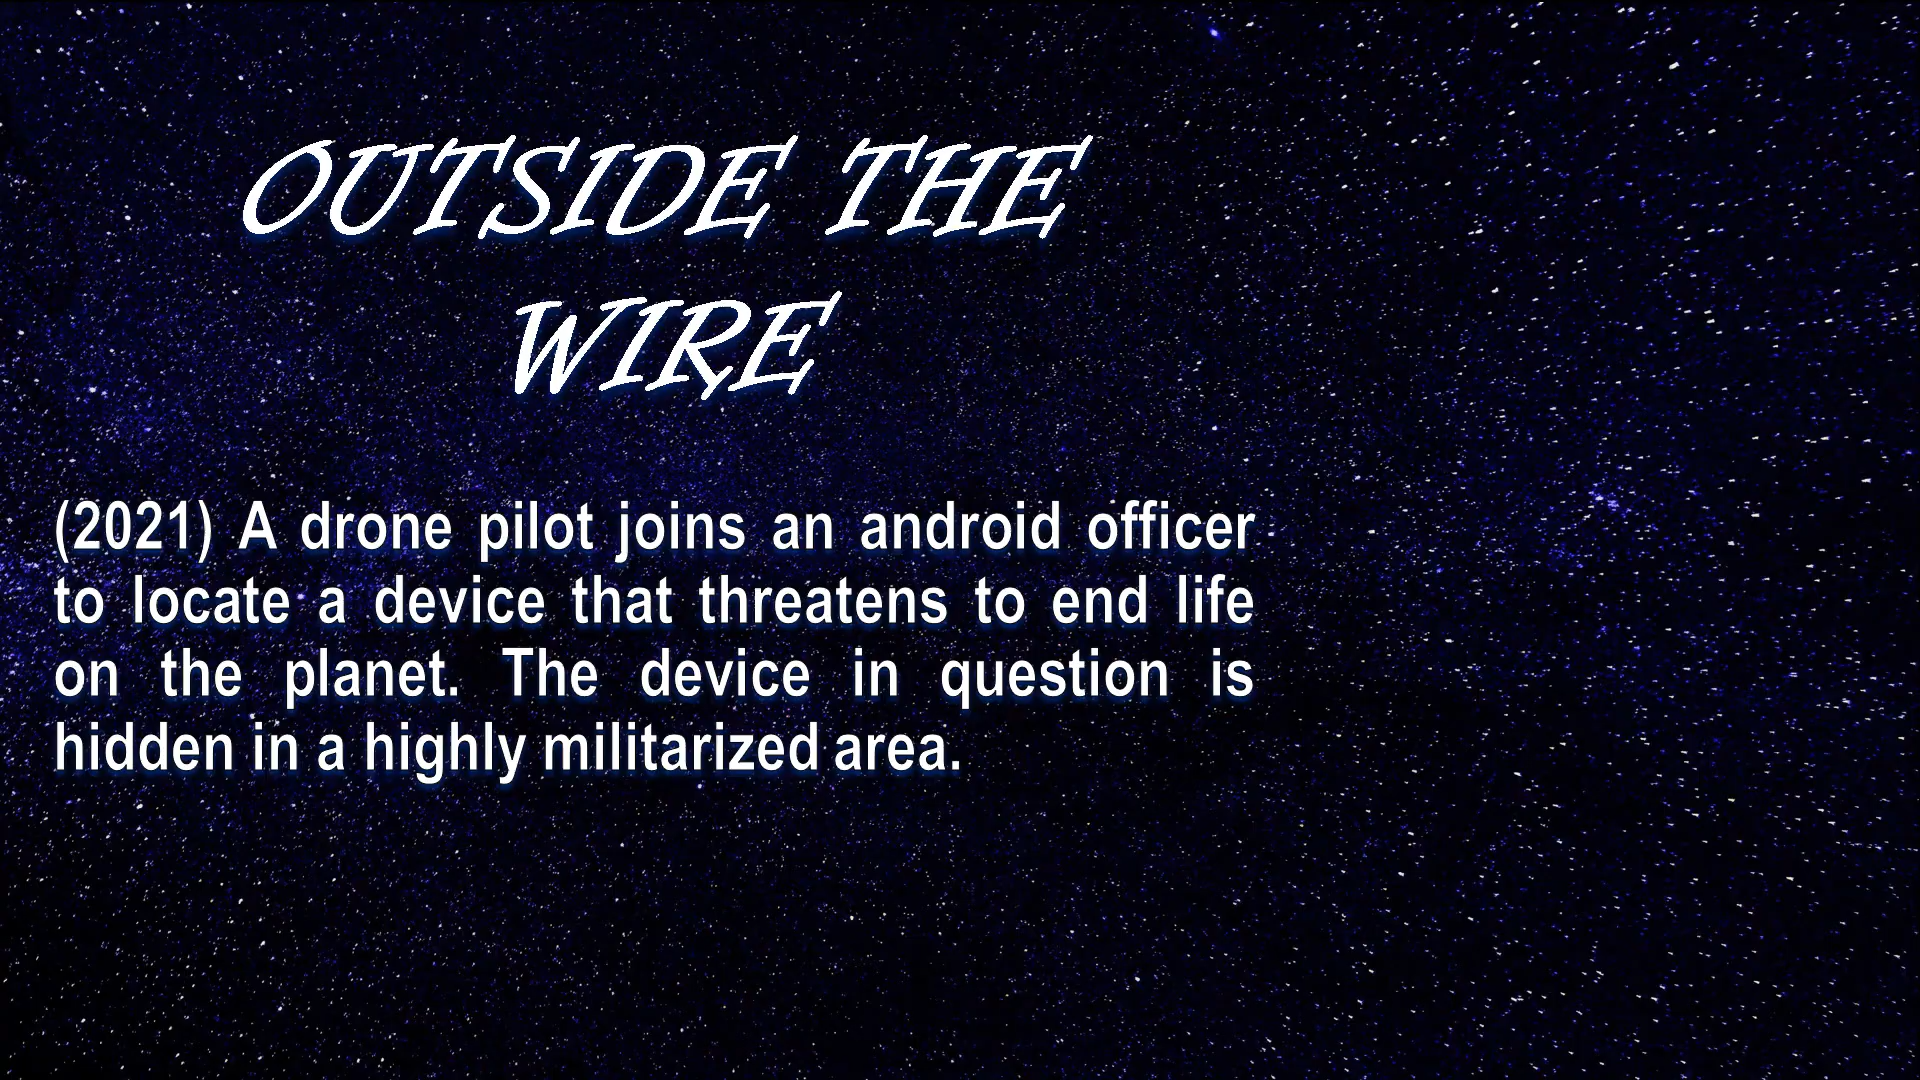 OUTSIDE THE
WIRE
(2021) A drone pilot joins an android officer
to locate a device that threatens to end life
on the planet. The device in question is
hidden in a highly militarized area.